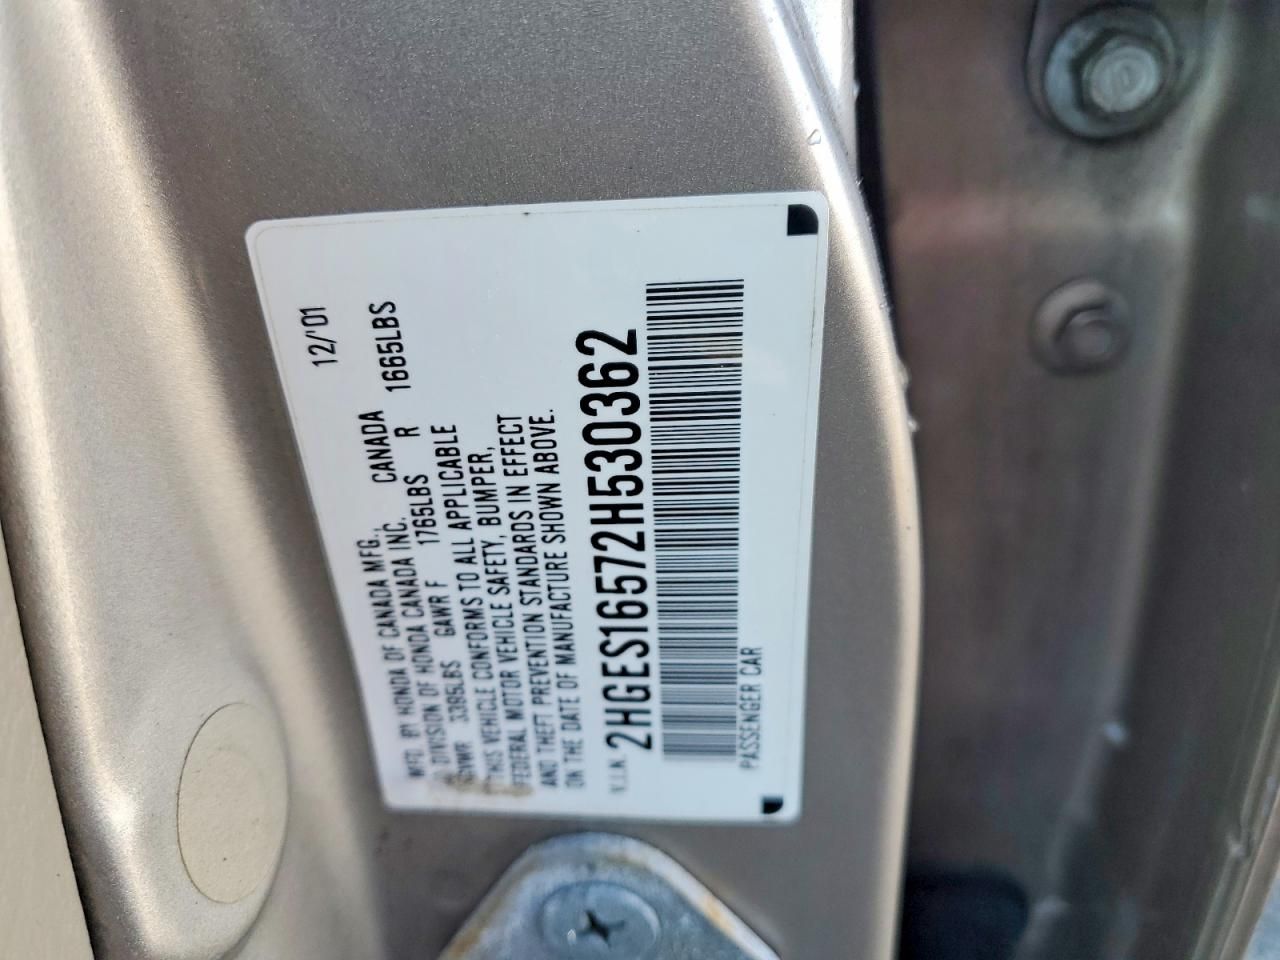 12/'01
MFD. BY HONDA OF CANADA MFG., CANADA
A DIVISION OF HONDA CANADA INC.
GVWR 3395LBS GAWR F 1765LBS R 1665LBS
THIS VEHICLE CONFORMS TO ALL APPLICABLE
FEDERAL MOTOR VEHICLE SAFETY, BUMPER,
AND THEFT PREVENTION STANDARDS IN EFFECT
ON THE DATE OF MANUFACTURE SHOWN ABOVE.
V.I.N. 2HGES16572H530362
PASSENGER CAR